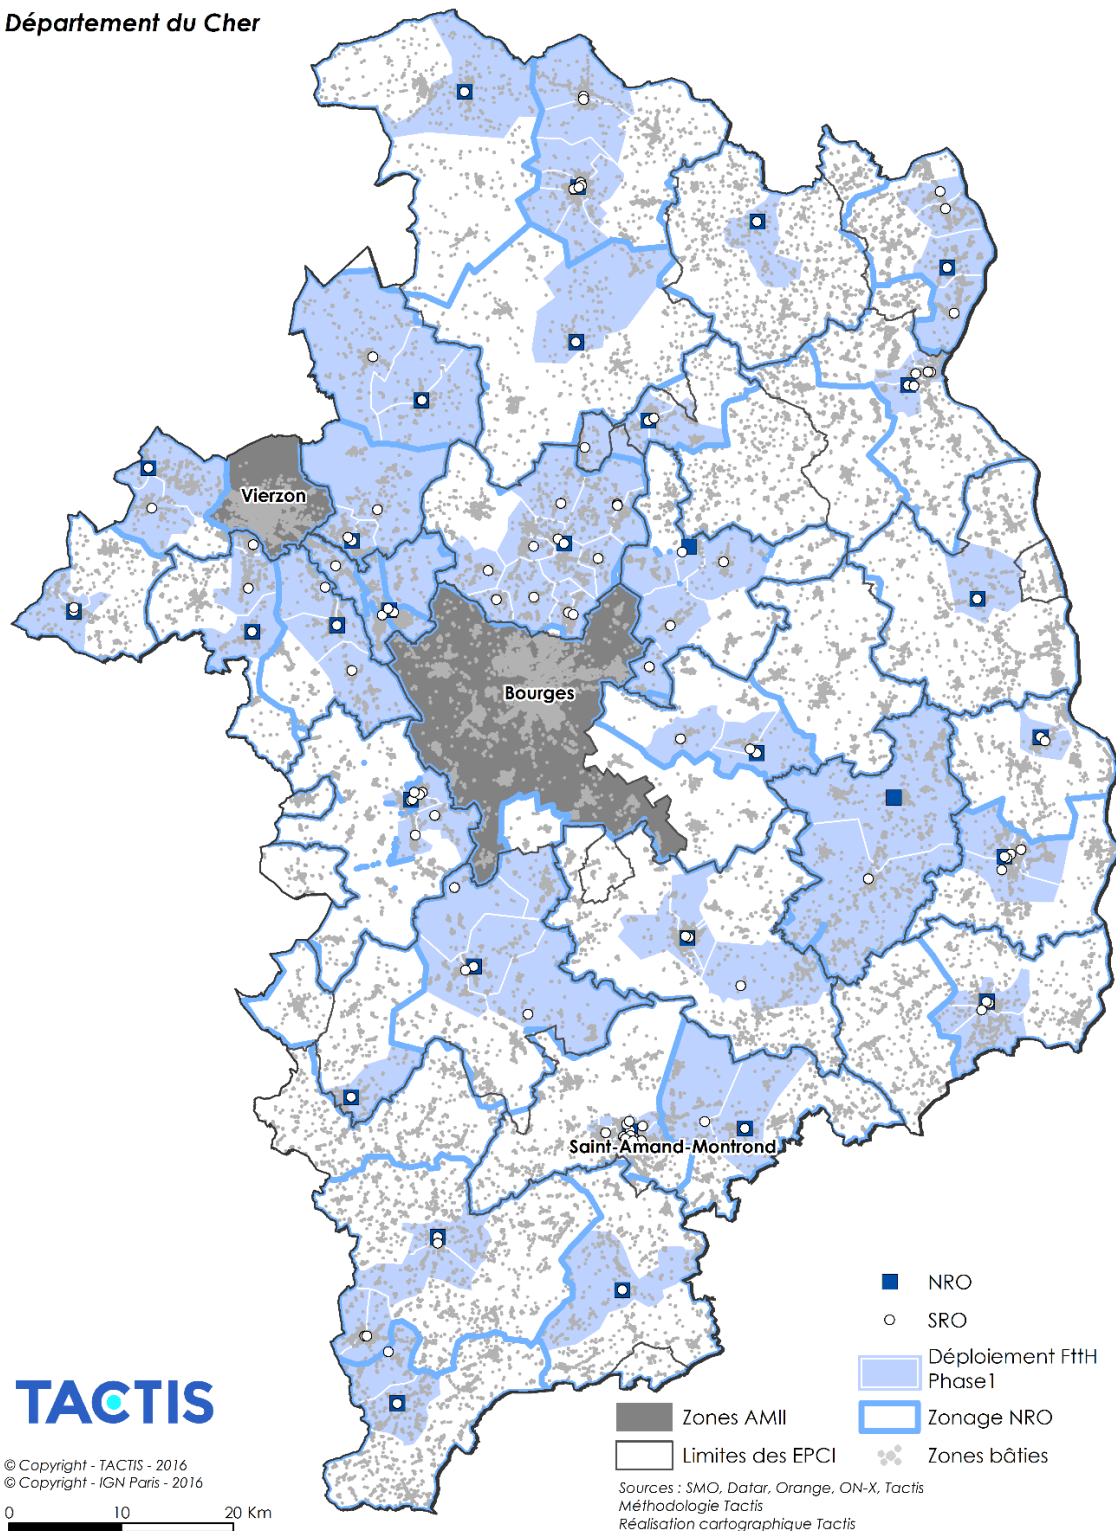 Département du Cher
Vierzon
Bourges
Saint-Amand-Montrond
NRO
SRO
Déploiement FttH
Phase1
Zones AMII
Zonage NRO
Limites des EPCI
Zones bâties
TACTIS
© Copyright - TACTIS - 2016
© Copyright - IGN Paris - 2016
0 10 20 Km
Sources : SMO, Datar, Orange, ON-X, Tactis
Méthodologie Tactis
Réalisation cartographique Tactis